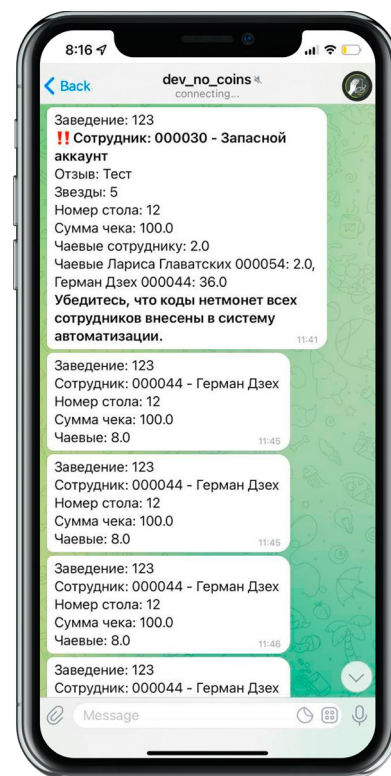 8:16
Back
dev_no_coins
connecting...
Заведение: 123
‼️ Сотрудник: 000030 - Запасной
аккаунт
Отзыв: Тест
Звезды: 5
Номер стола: 12
Сумма чека: 100.0
Чаевые сотруднику: 2.0
Чаевые Лариса Главатских 000054: 2.0,
Герман Дзех 000044: 36.0
Убедитесь, что коды нетмонет всех
сотрудников внесены в систему
автоматизации.
11:41
Заведение: 123
Сотрудник: 000044 - Герман Дзех
Номер стола: 12
Сумма чека: 100.0
Чаевые: 8.0
11:45
Заведение: 123
Сотрудник: 000044 - Герман Дзех
Номер стола: 12
Сумма чека: 100.0
Чаевые: 8.0
11:45
Заведение: 123
Сотрудник: 000044 - Герман Дзех
Номер стола: 12
Сумма чека: 100.0
Чаевые: 8.0
11:46
Заведение: 123
Сотрудник: 000044 - Герман Дзех
Message